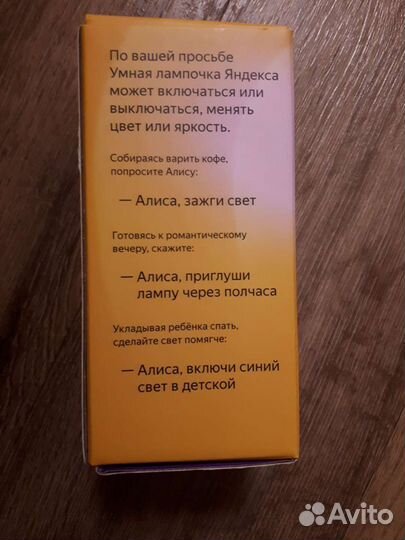 По вашей просьбе
Умная лампочка Яндекса
может включаться или
выключаться, менять
цвет или яркость.
Собираясь варить кофе,
попросите Алису:
— Алиса, зажги свет
Готовясь к романтическому
вечеру, скажите:
— Алиса, приглуши
лампу через полчаса
Укладывая ребёнка спать,
сделайте свет помягче:
— Алиса, включи синий
свет в детской
Avito